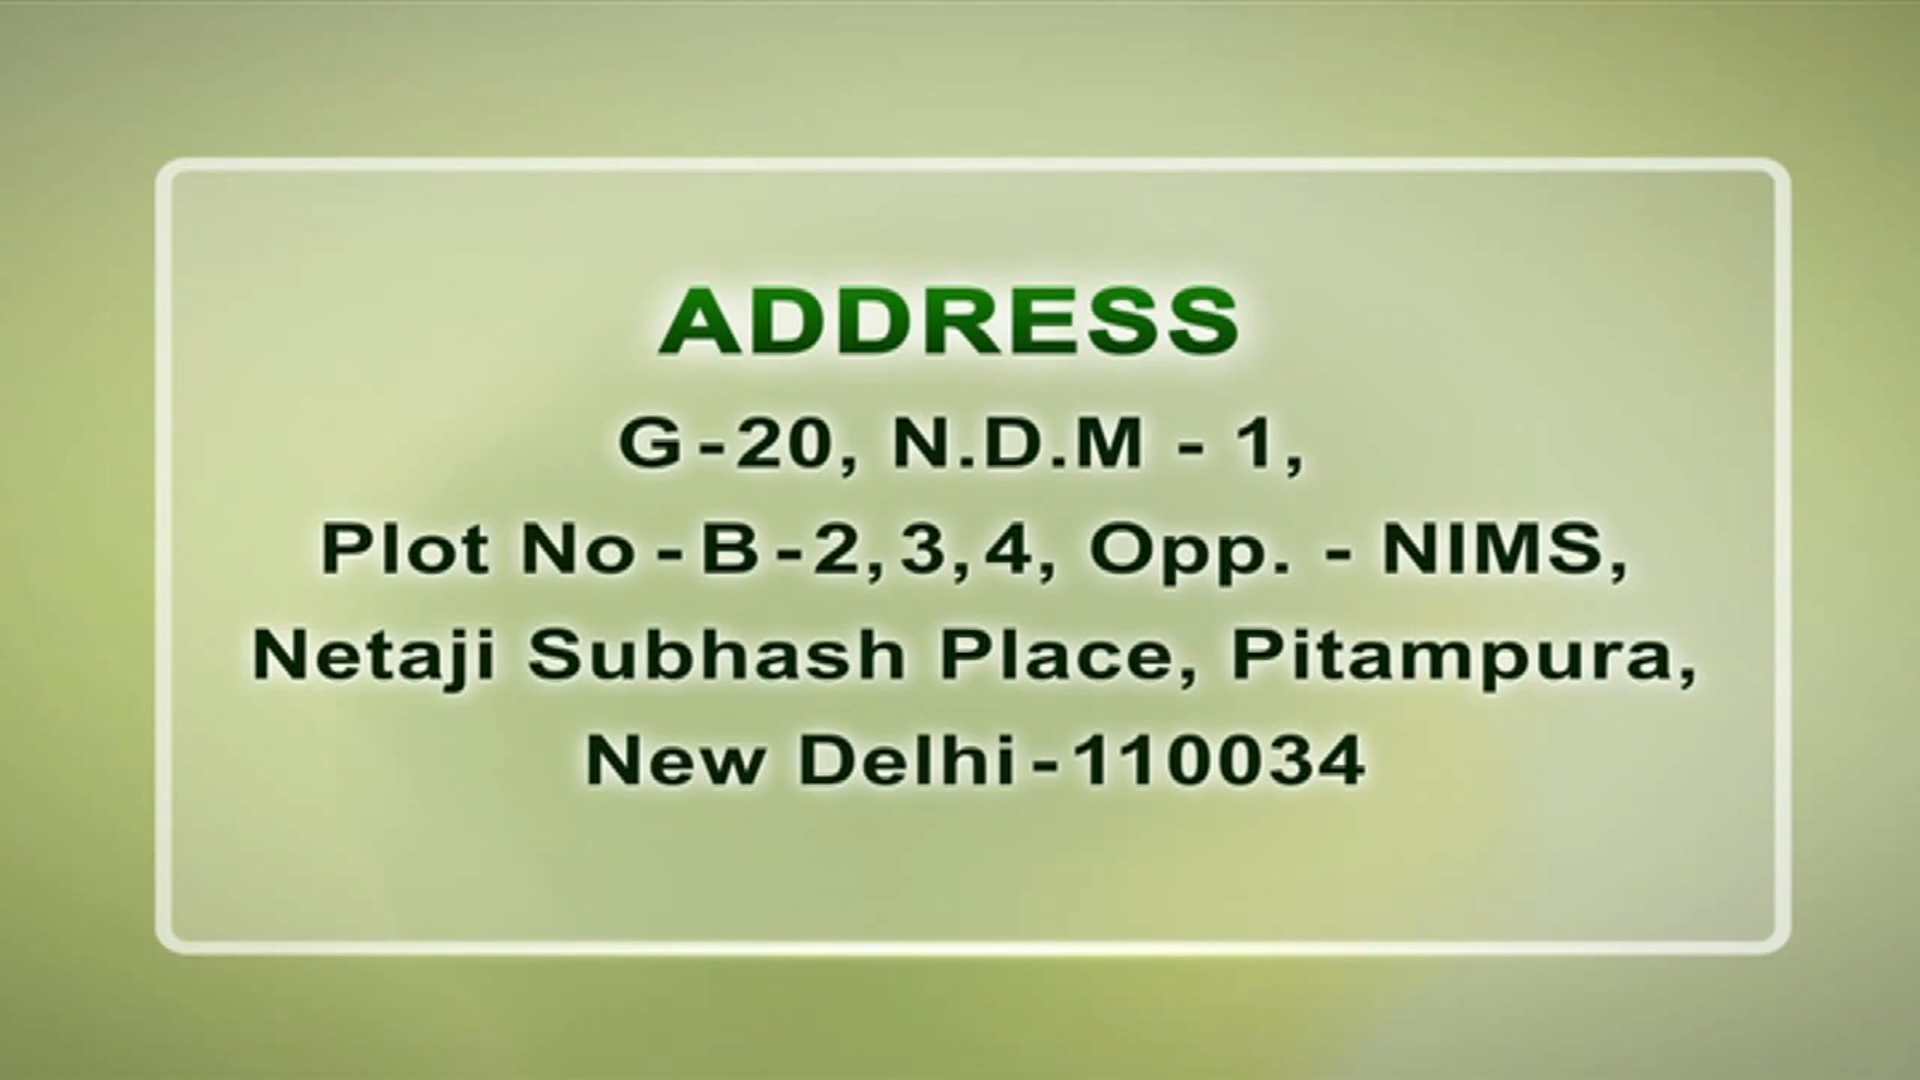 ADDRESS
G-20, N.D.M - 1,
Plot No-B-2,3,4, Opp. - NIMS,
Netaji Subhash Place, Pitampura,
New Delhi-110034